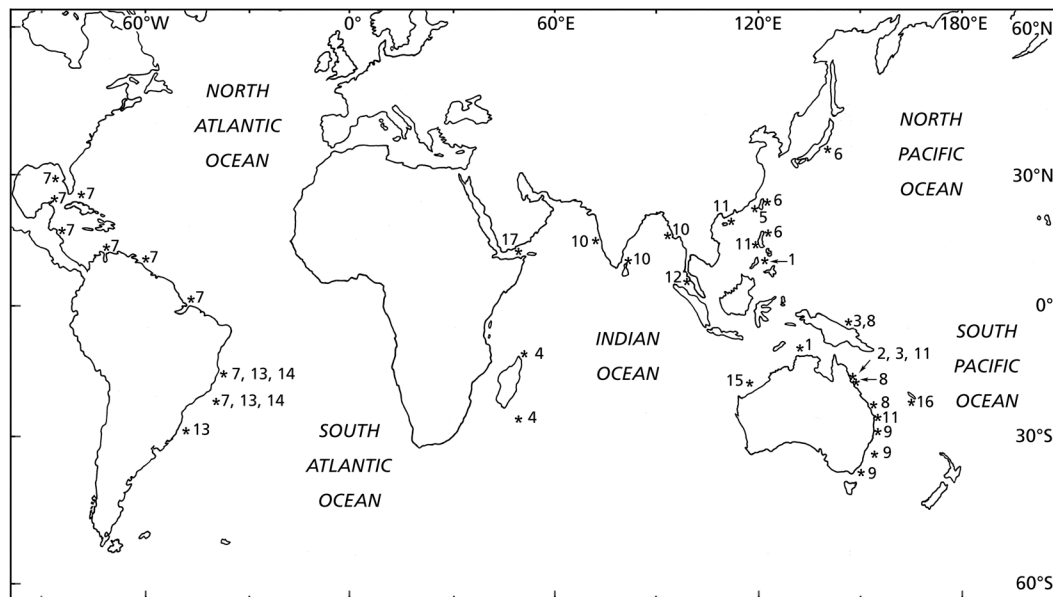 60°W 0° 60°E 120°E 180°E
60°N
NORTH
ATLANTIC
OCEAN
NORTH
PACIFIC
OCEAN
*6
30°N
7* *7
*7
*7
*7
*7
*7
17*
10*
*10
*10
12*
11 *
*6
*5
*6
11*
*1
0°
*3,8
INDIAN
OCEAN
SOUTH
PACIFIC
OCEAN
*1
2, 3, 11
*8
15*
*8
*16
*11
*9
*9
*9
*4
*4
*7, 13, 14
*7, 13, 14
*13
30°S
SOUTH
ATLANTIC
OCEAN
60°S